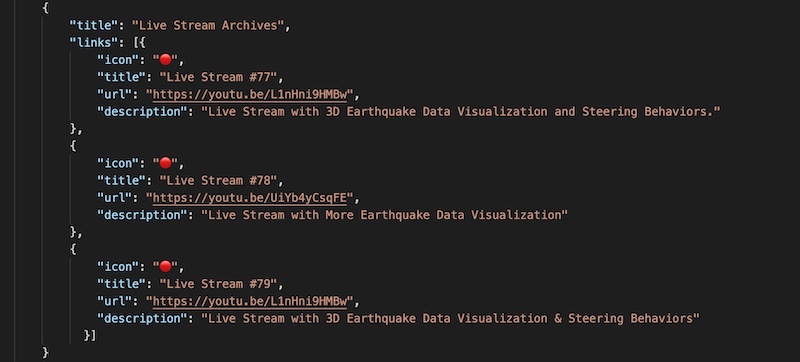 {
"title": "Live Stream Archives",
"links": [{
"icon": "🔴",
"title": "Live Stream #77",
"url": "https://youtu.be/L1nHni9HMBw",
"description": "Live Stream with 3D Earthquake Data Visualization and Steering Behaviors."
},
{
"icon": "🔴",
"title": "Live Stream #78",
"url": "https://youtu.be/UiYb4yCsqFE",
"description": "Live Stream with More Earthquake Data Visualization"
},
{
"icon": "🔴",
"title": "Live Stream #79",
"url": "https://youtu.be/L1nHni9HMBw",
"description": "Live Stream with 3D Earthquake Data Visualization & Steering Behaviors"
}]
}